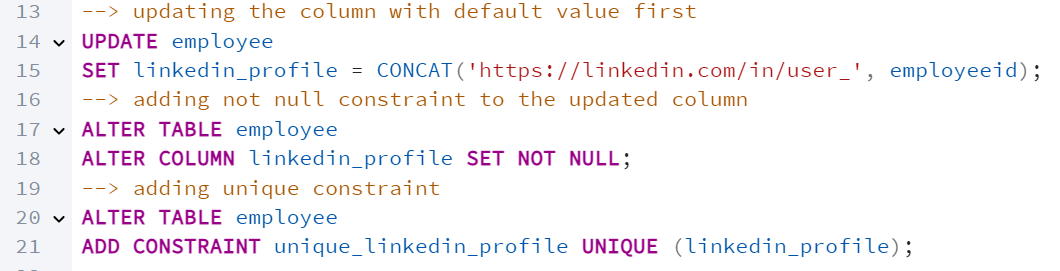 13 --> updating the column with default value first
14 UPDATE employee
15 SET linkedin_profile = CONCAT('https://linkedin.com/in/user_', employeeid);
16 --> adding not null constraint to the updated column
17 ALTER TABLE employee
18 ALTER COLUMN linkedin_profile SET NOT NULL;
19 --> adding unique constraint
20 ALTER TABLE employee
21 ADD CONSTRAINT unique_linkedin_profile UNIQUE (linkedin_profile);